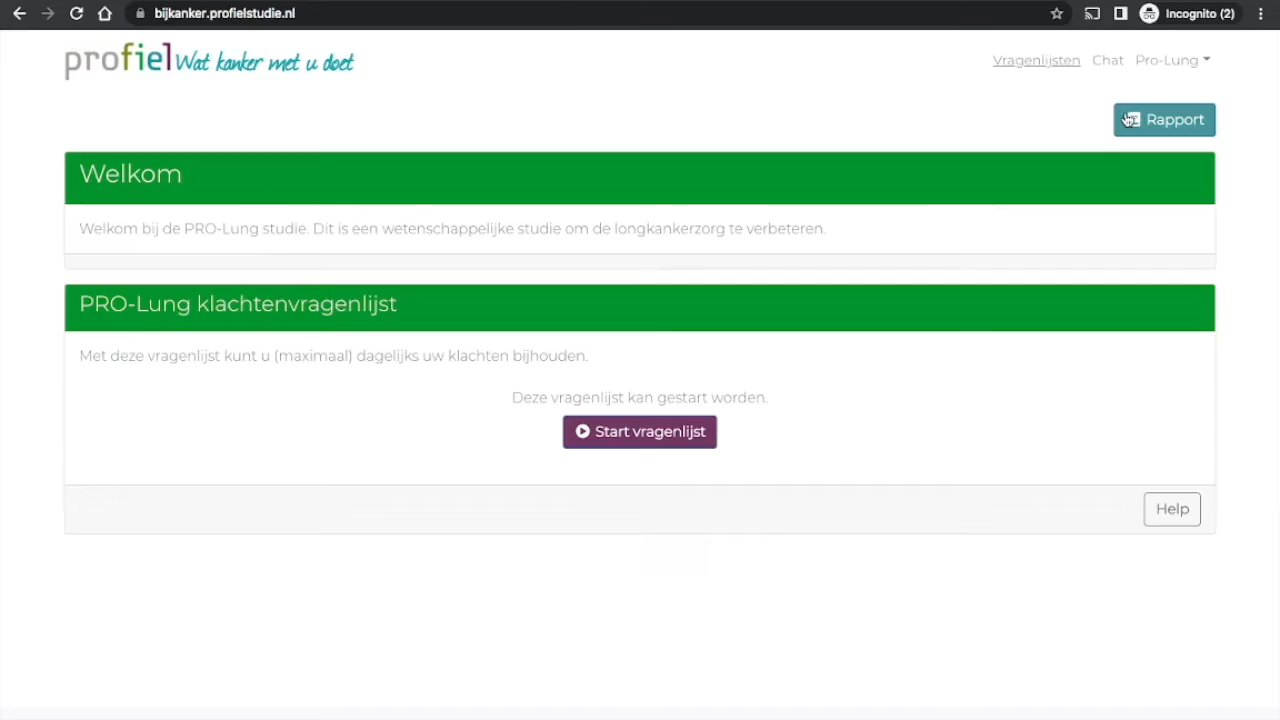 bijkanker.profielstudie.nl
Incognito (2)
profiel Wat kanker met u doet
Vragenlijsten Chat Pro-Lung
Rapport
Welkom
Welkom bij de PRO-Lung studie. Dit is een wetenschappelijke studie om de longkankerzorg te verbeteren.
PRO-Lung klachtenvragenlijst
Met deze vragenlijst kunt u (maximaal) dagelijks uw klachten bijhouden.
Deze vragenlijst kan gestart worden.
Start vragenlijst
Help